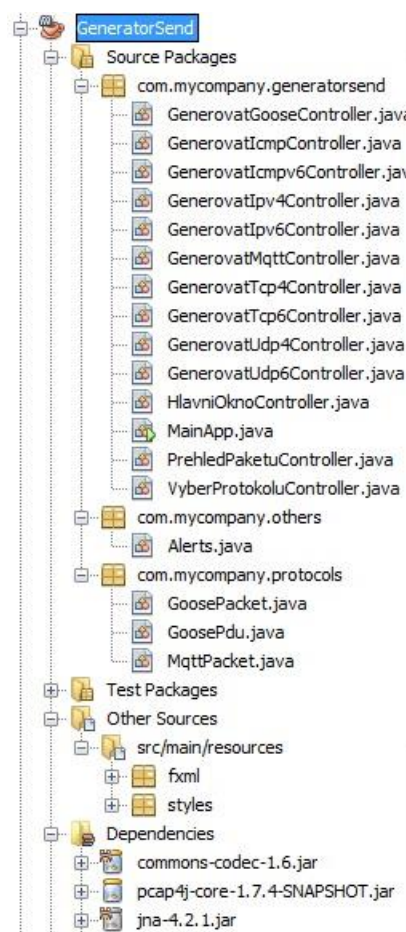 GeneratorSend
Source Packages
com.mycompany.generatorsend
GenerovatGooseController.java
GenerovatIcmpController.java
GenerovatIcmpv6Controller.jav
GenerovatIpv4Controller.java
GenerovatIpv6Controller.java
GenerovatMqttController.java
GenerovatTcp4Controller.java
GenerovatTcp6Controller.java
GenerovatUdp4Controller.java
GenerovatUdp6Controller.java
HlavniOknoController.java
MainApp.java
PrehledPaketuController.java
VyberProtokoluController.java
com.mycompany.others
Alerts.java
com.mycompany.protocols
GoosePacket.java
GoosePdu.java
MqttPacket.java
Test Packages
Other Sources
src/main/resources
fxml
styles
Dependencies
commons-codec-1.6.jar
pcap4j-core-1.7.4-SNAPSHOT.jar
jna-4.2.1.jar